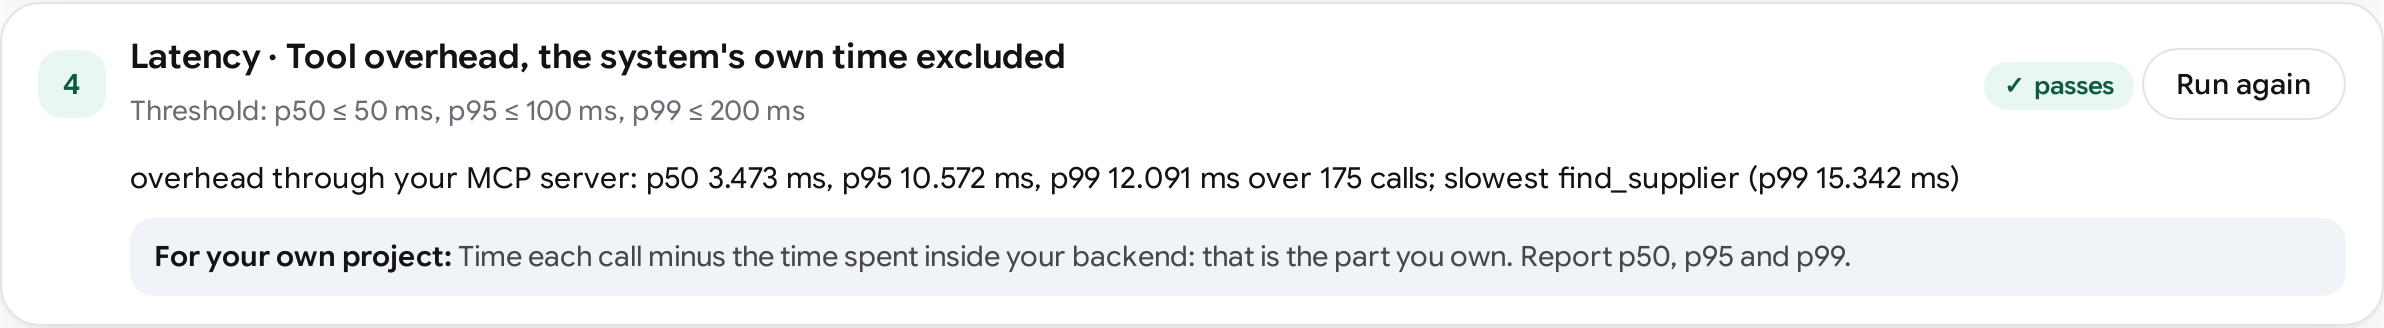 4
Latency · Tool overhead, the system's own time excluded
Threshold: p50 ≤ 50 ms, p95 ≤ 100 ms, p99 ≤ 200 ms
✓ passes
Run again
overhead through your MCP server: p50 3.473 ms, p95 10.572 ms, p99 12.091 ms over 175 calls; slowest find_supplier (p99 15.342 ms)
For your own project: Time each call minus the time spent inside your backend: that is the part you own. Report p50, p95 and p99.